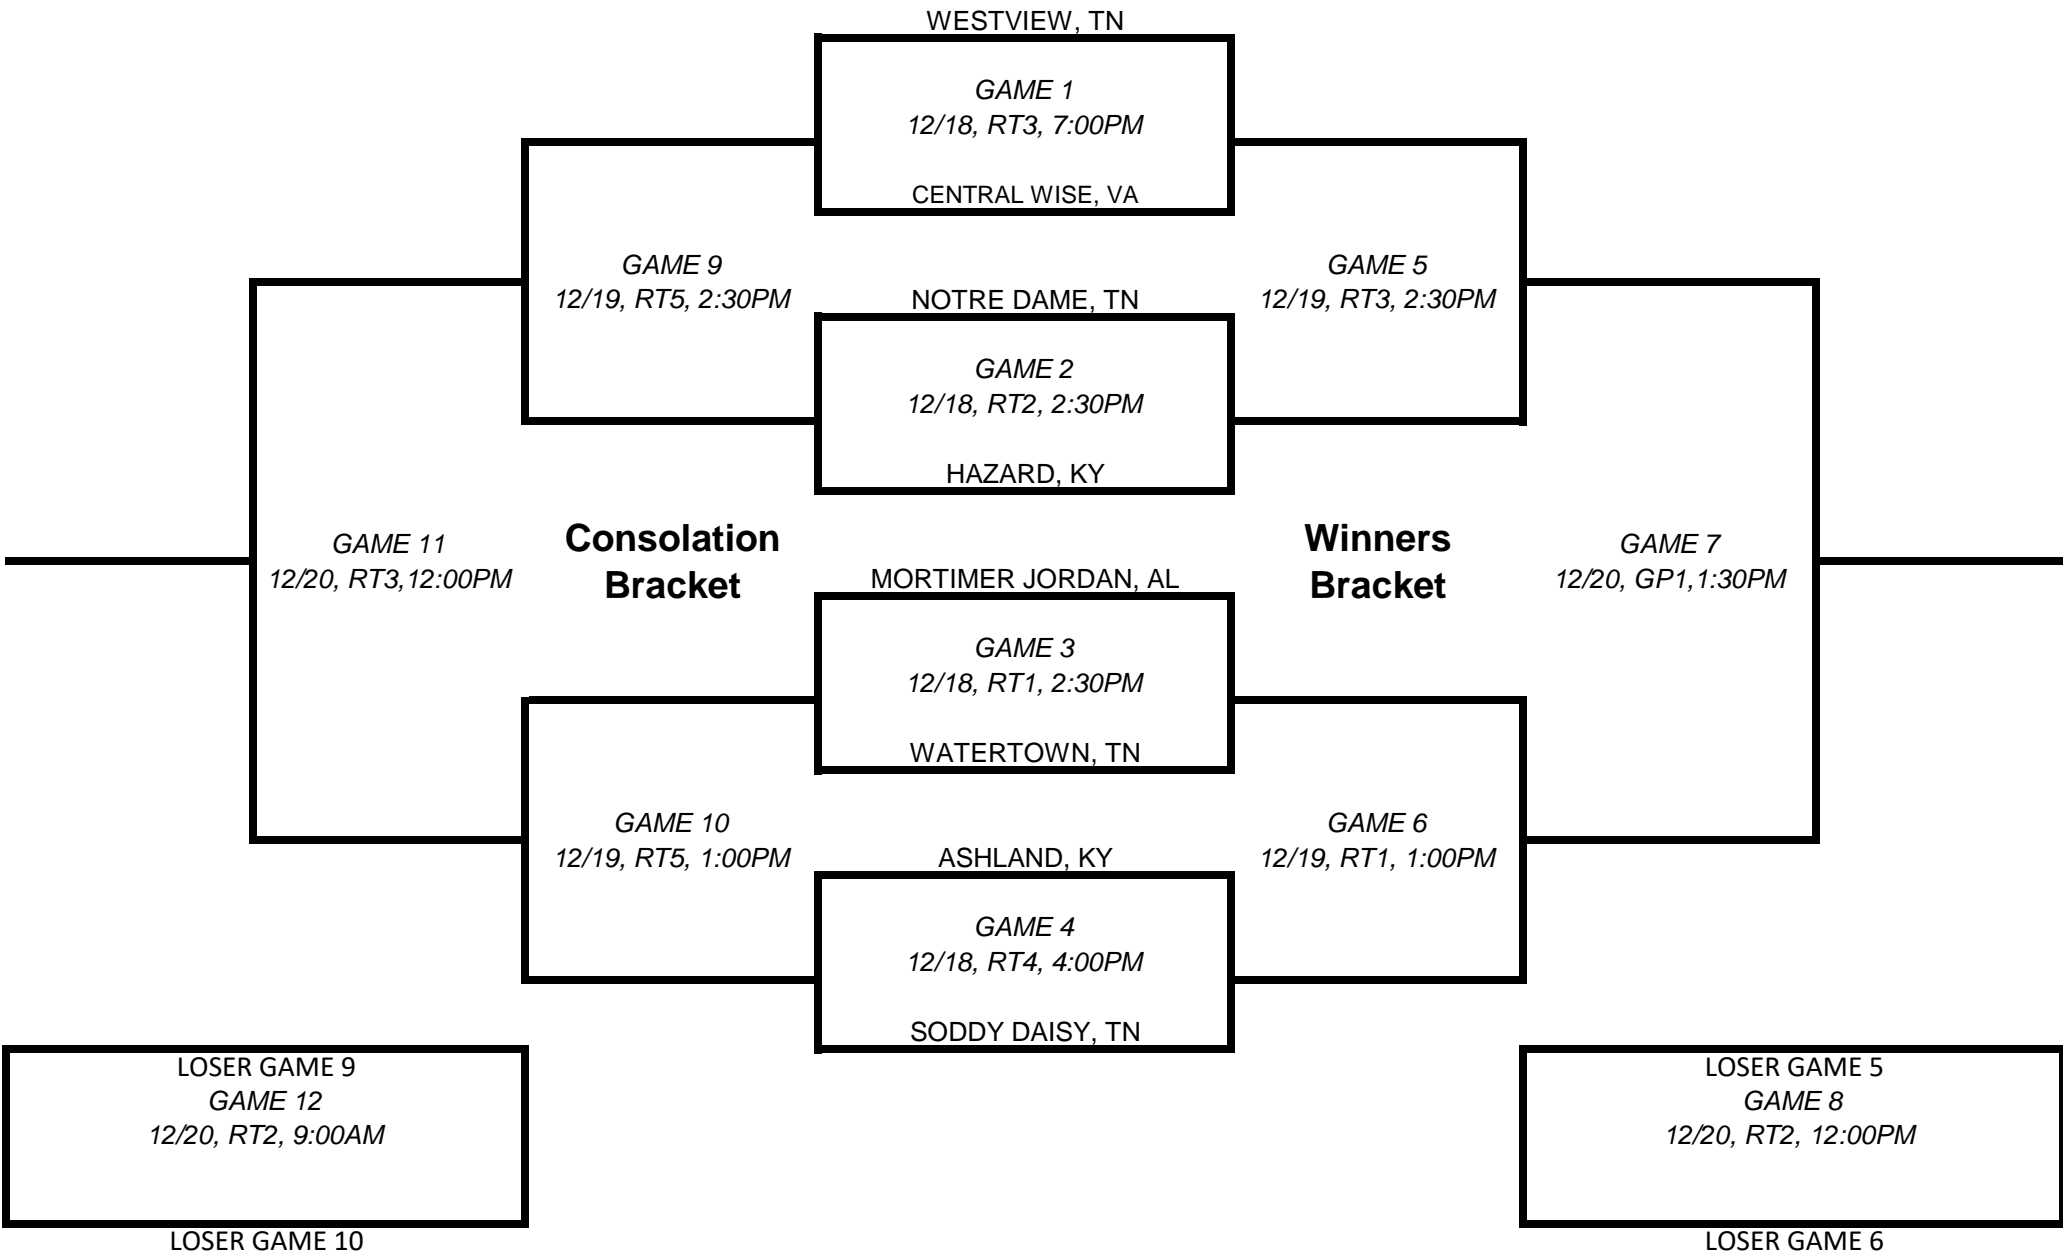 WESTVIEW, TN
GAME 1
12/18, RT3, 7:00PM
CENTRAL WISE, VA
GAME 9
12/19, RT5, 2:30PM
NOTRE DAME, TN
GAME 5
12/19, RT3, 2:30PM
GAME 2
12/18, RT2, 2:30PM
HAZARD, KY
GAME 11
12/20, RT3,12:00PM
Consolation
Bracket
Winners
Bracket
GAME 7
12/20, GP1,1:30PM
MORTIMER JORDAN, AL
GAME 3
12/18, RT1, 2:30PM
WATERTOWN, TN
GAME 10
12/19, RT5, 1:00PM
ASHLAND, KY
GAME 6
12/19, RT1, 1:00PM
GAME 4
12/18, RT4, 4:00PM
SODDY DAISY, TN
LOSER GAME 9
GAME 12
12/20, RT2, 9:00AM
LOSER GAME 10
LOSER GAME 5
GAME 8
12/20, RT2, 12:00PM
LOSER GAME 6